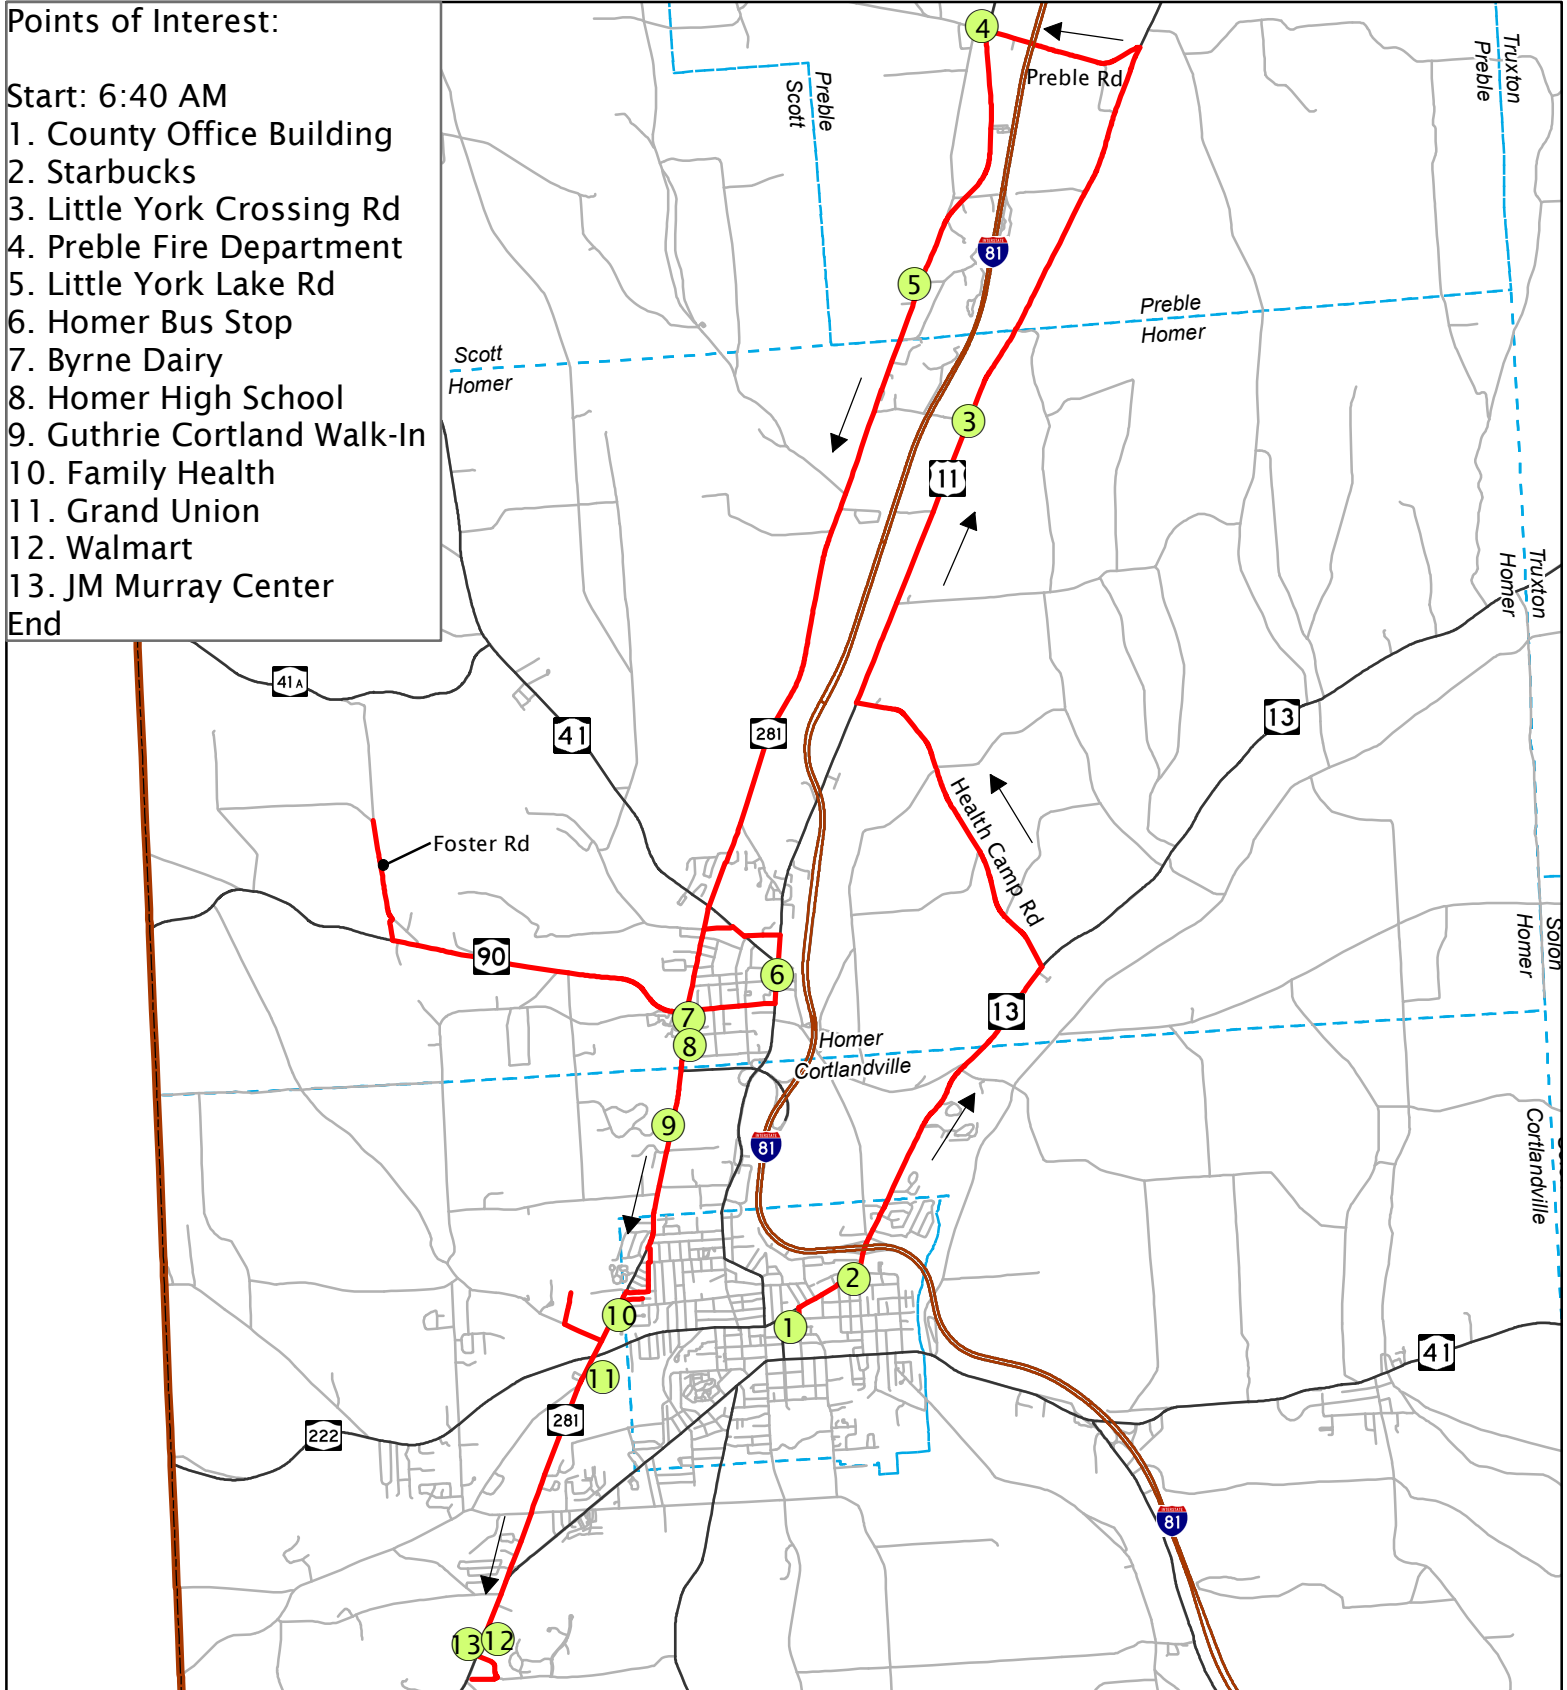 Points of Interest:
Start: 6:40 AM
1. County Office Building
2. Starbucks
3. Little York Crossing Rd
4. Preble Fire Department
5. Little York Lake Rd
6. Homer Bus Stop
7. Byrne Dairy
8. Homer High School
9. Guthrie Cortland Walk-In
10. Family Health
11. Grand Union
12. Walmart
13. JM Murray Center
End
4
Preble Rd
Preble
Scott
Truxton
Preble
INTERSTATE
81
5
Preble
Homer
Scott
Homer
3
11
Truxton
Homer
41A
41
281
13
Health Camp Rd
Foster Rd
90
6
Solon
Homer
7
8
13
Homer
Cortlandville
9
INTERSTATE
81
Cortlandville
2
10
1
11
41
281
222
INTERSTATE
81
13
12